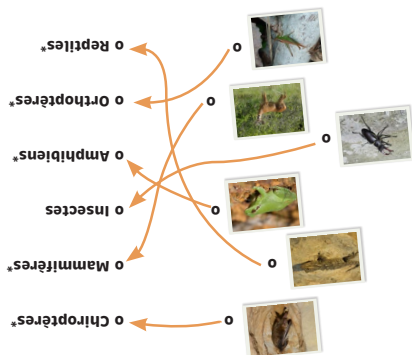 o Chiroptères*
o Mammifères*
o Insectes
o Amphibiens*
o Orthoptères*
o Reptiles*